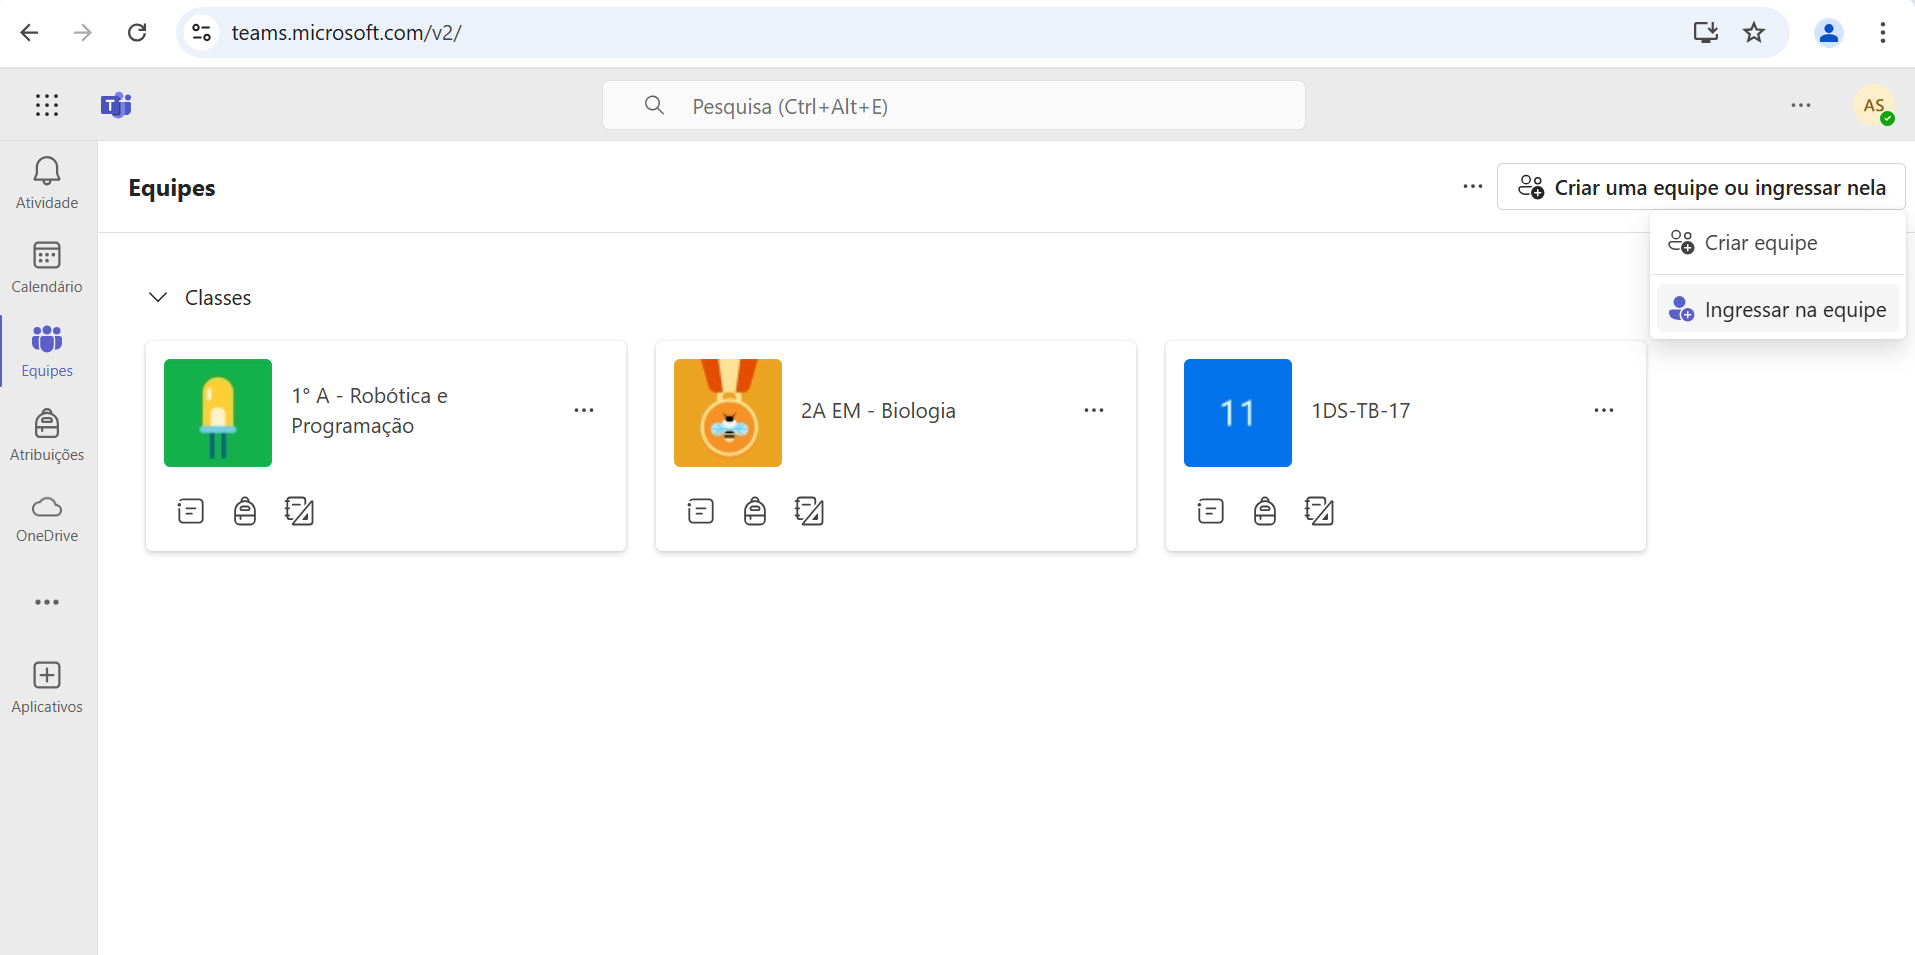 teams.microsoft.com/v2/
T
Pesquisa (Ctrl+Alt+E)
AS
Atividade
Calendário
Equipes
Atribuições
OneDrive
Aplicativos
Equipes
Criar uma equipe ou ingressar nela
Criar equipe
Ingressar na equipe
Classes
1° A - Robótica e
Programação
2A EM - Biologia
11
1DS-TB-17